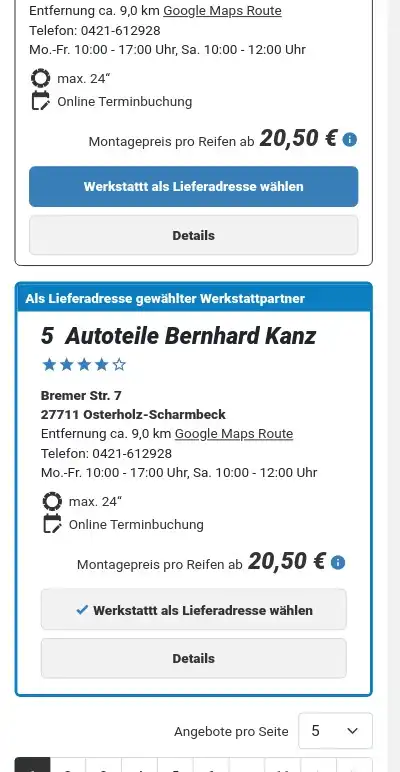 Entfernung ca. 9,0 km Google Maps Route
Telefon: 0421-612928
Mo.-Fr. 10:00 - 17:00 Uhr, Sa. 10:00 - 12:00 Uhr
max. 24“
Online Terminbuchung
Montagepreis pro Reifen ab 20,50 €
Werkstattt als Lieferadresse wählen
Details
Als Lieferadresse gewählter Werkstattpartner
5 Autoteile Bernhard Kanz
Bremer Str. 7
27711 Osterholz-Scharmbeck
Entfernung ca. 9,0 km Google Maps Route
Telefon: 0421-612928
Mo.-Fr. 10:00 - 17:00 Uhr, Sa. 10:00 - 12:00 Uhr
max. 24“
Online Terminbuchung
Montagepreis pro Reifen ab 20,50 €
Werkstattt als Lieferadresse wählen
Details
Angebote pro Seite 5